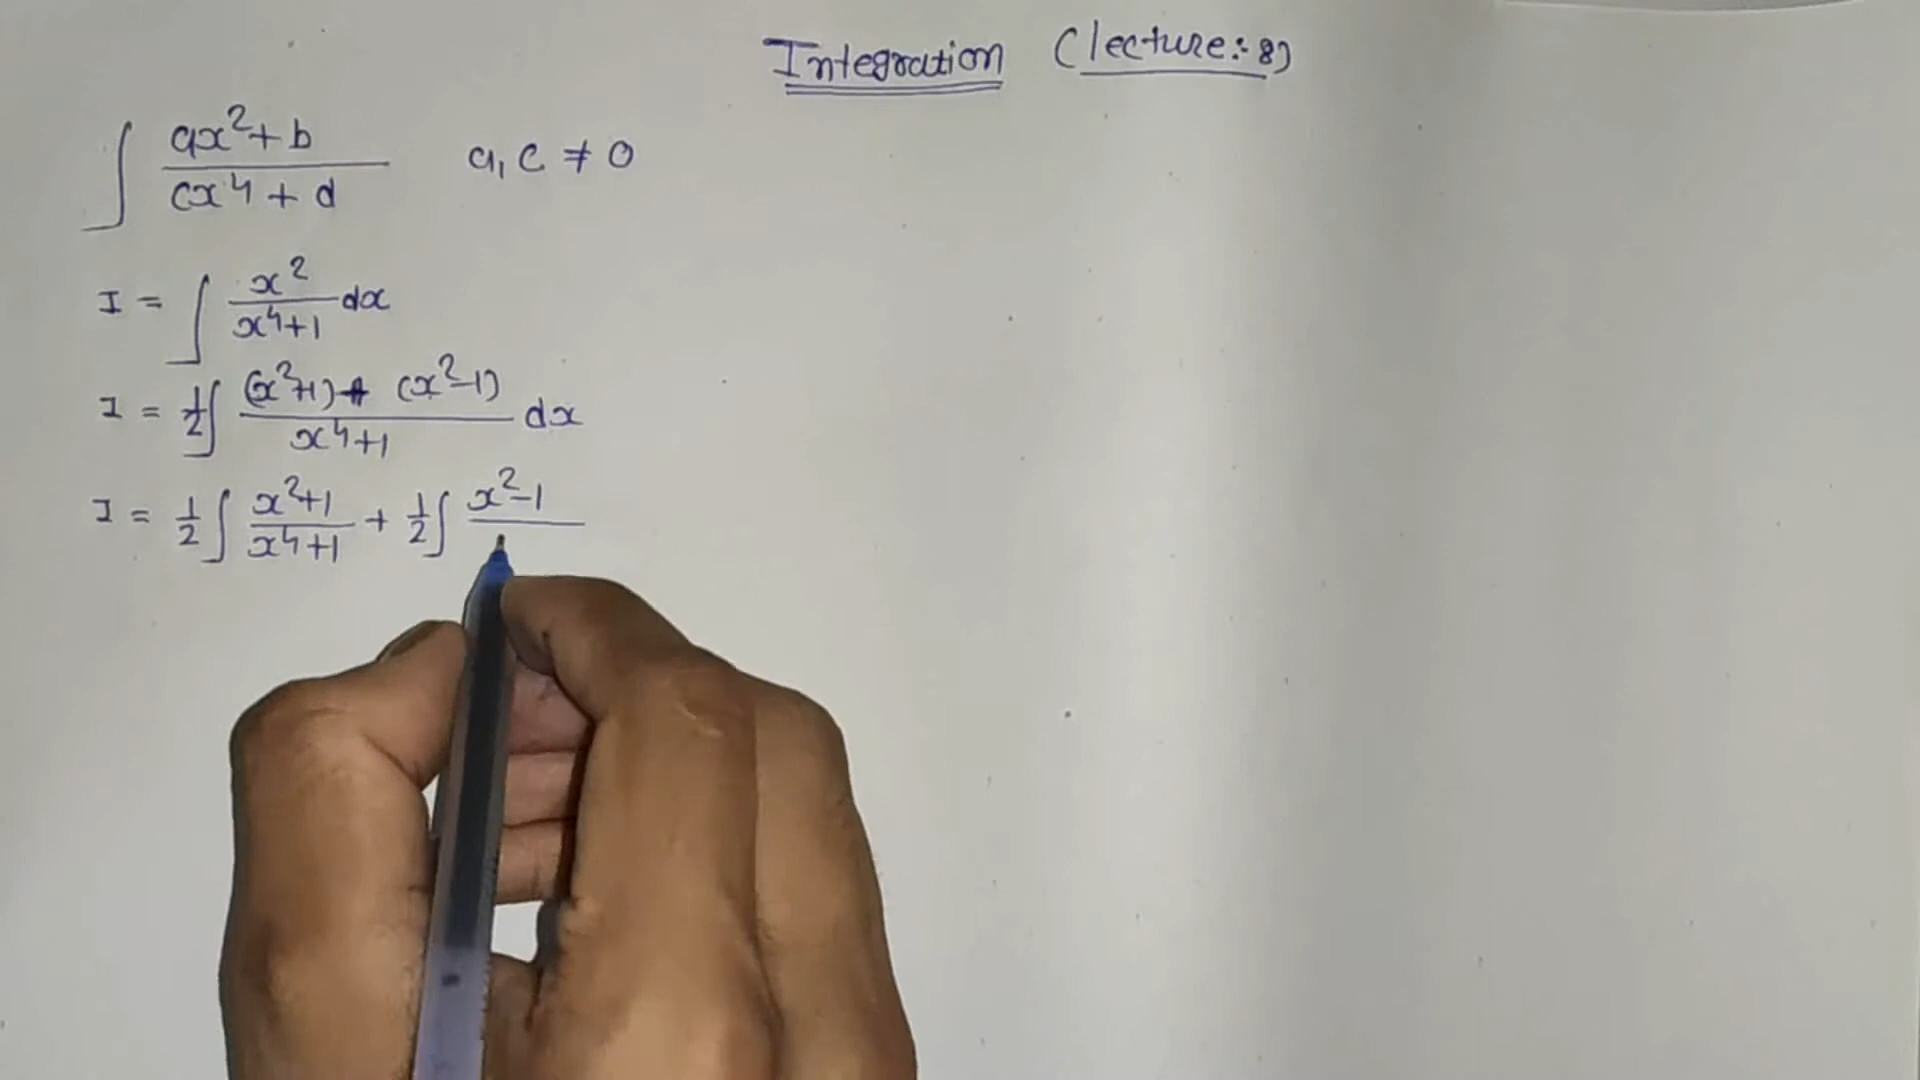 Integration (lecture:- 8)
∫ (ax²+b)/(cx⁴+d)   a, c ≠ 0
I = ∫ x²/(x⁴+1) dx
I = 1/2 ∫ ((x²+1)+(x²-1))/(x⁴+1) dx
I = 1/2 ∫ (x²+1)/(x⁴+1) + 1/2 ∫ (x²-1)/